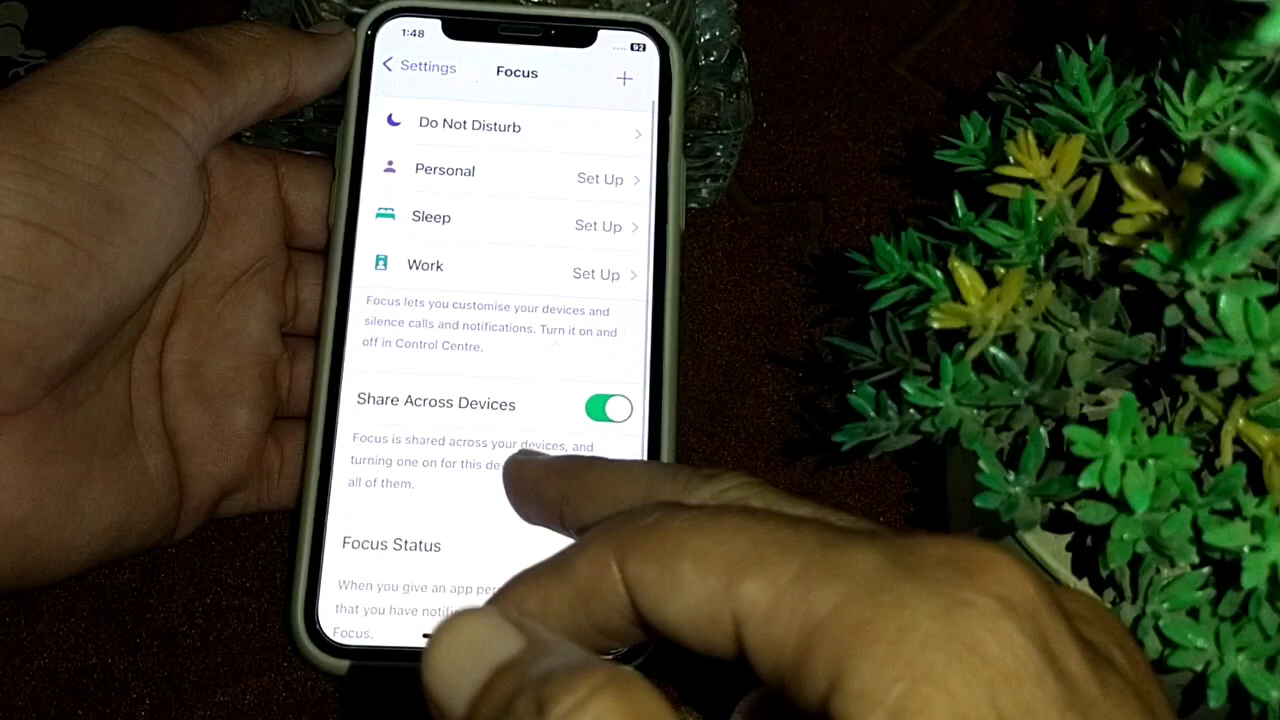 1:48
92
Settings
Focus
Do Not Disturb
Personal
Set Up
Sleep
Set Up
Work
Set Up
Focus lets you customise your devices and
silence calls and notifications. Turn it on and
off in Control Centre.
Share Across Devices
Focus is shared across your devices, and
turning one on for this
all of them.
Focus Status
When you give an app
that you have
Focus.